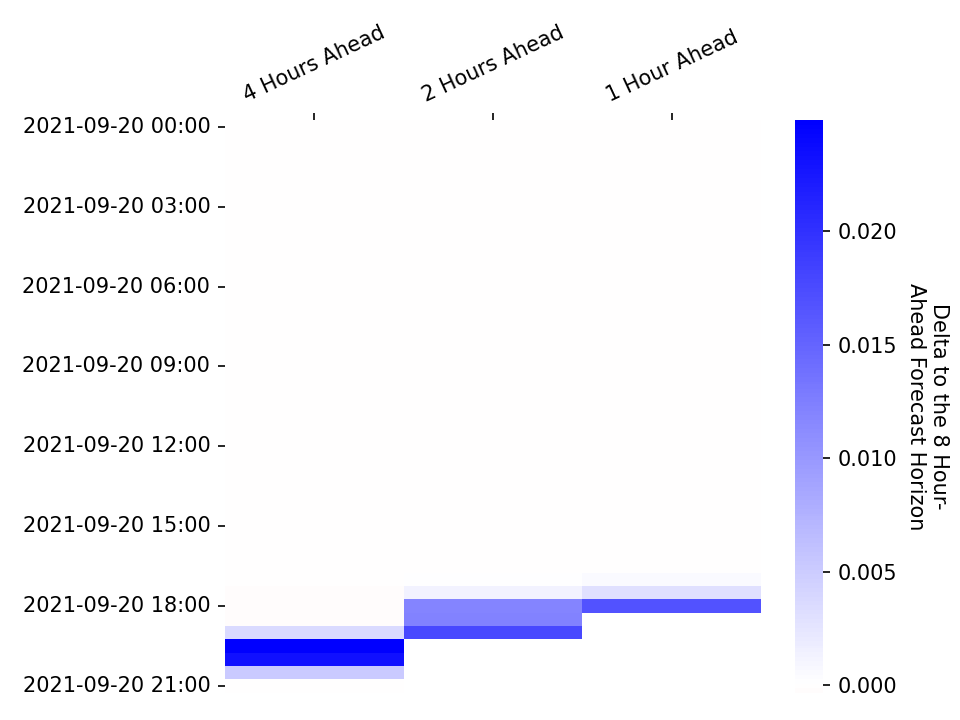 4 Hours Ahead
2 Hours Ahead
1 Hour Ahead
2021-09-20 00:00
2021-09-20 03:00
2021-09-20 06:00
2021-09-20 09:00
2021-09-20 12:00
2021-09-20 15:00
2021-09-20 18:00
2021-09-20 21:00
0.020
0.015
0.010
0.005
0.000
Delta to the 8 Hour-
Ahead Forecast Horizon